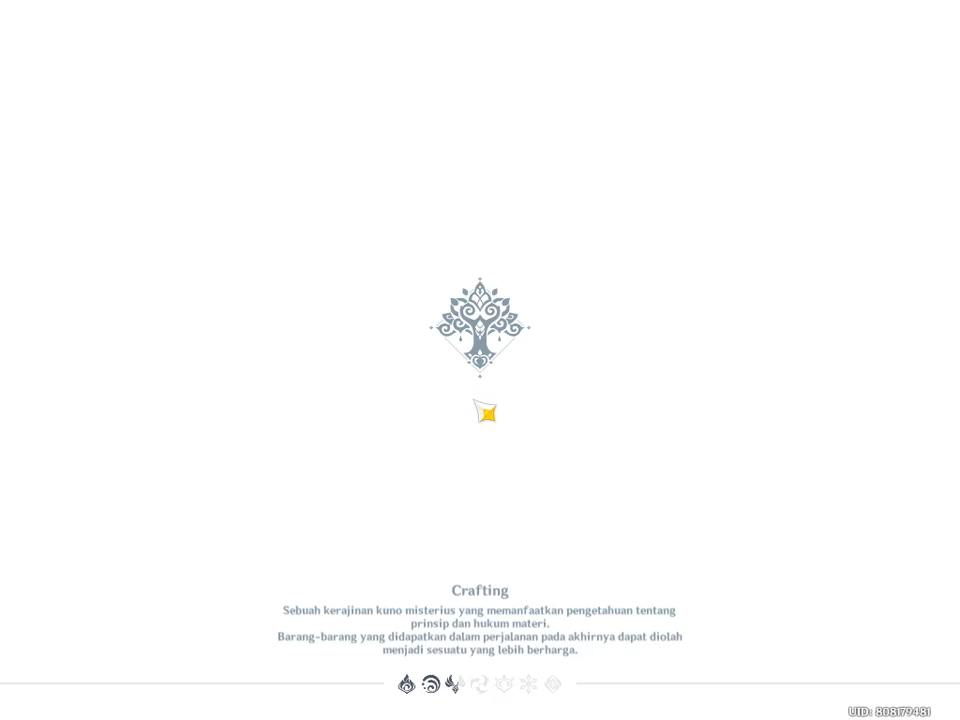 Crafting
Sebuah kerajinan kuno misterius yang memanfaatkan pengetahuan tentang
prinsip dan hukum materi.
Barang-barang yang didapatkan dalam perjalanan pada akhirnya dapat diolah
menjadi sesuatu yang lebih berharga.
UID: 808179481